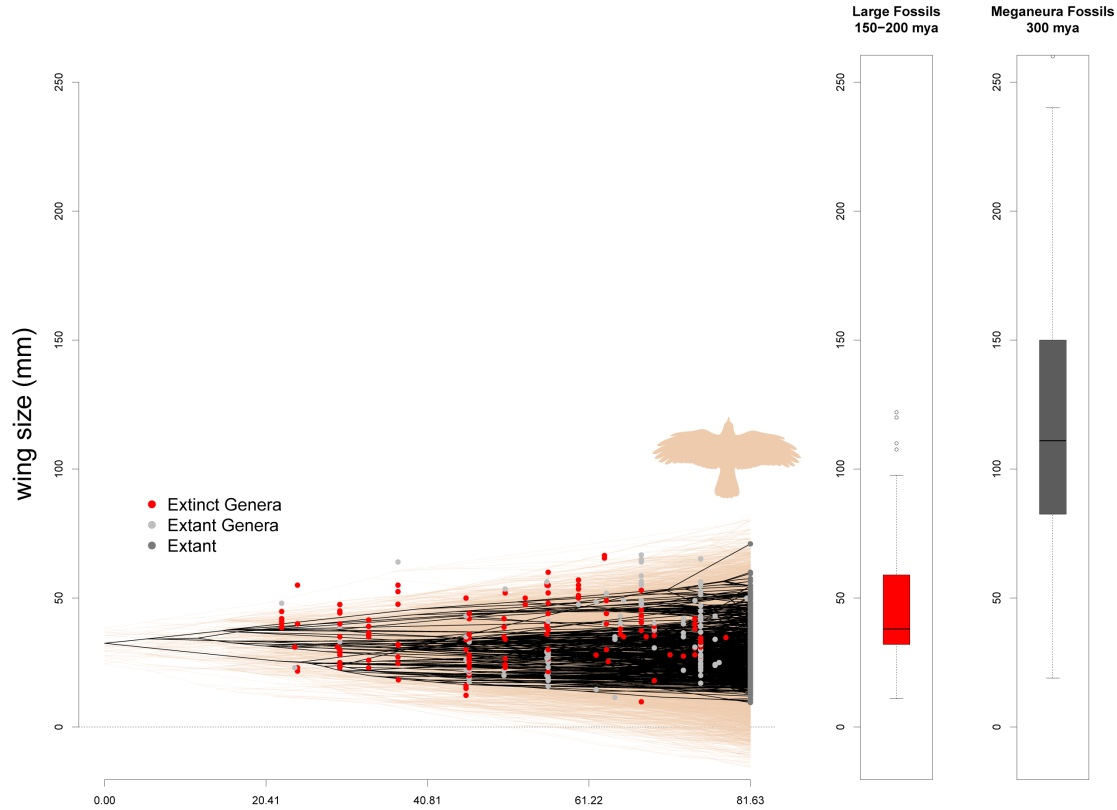 Large Fossils
150−200 mya
Meganeura Fossils
300 mya
wing size (mm)
250
200
150
100
50
0
Extinct Genera
Extant Genera
Extant
0.00
20.41
40.81
61.22
81.63
250
200
150
100
50
0
250
200
150
100
50
0